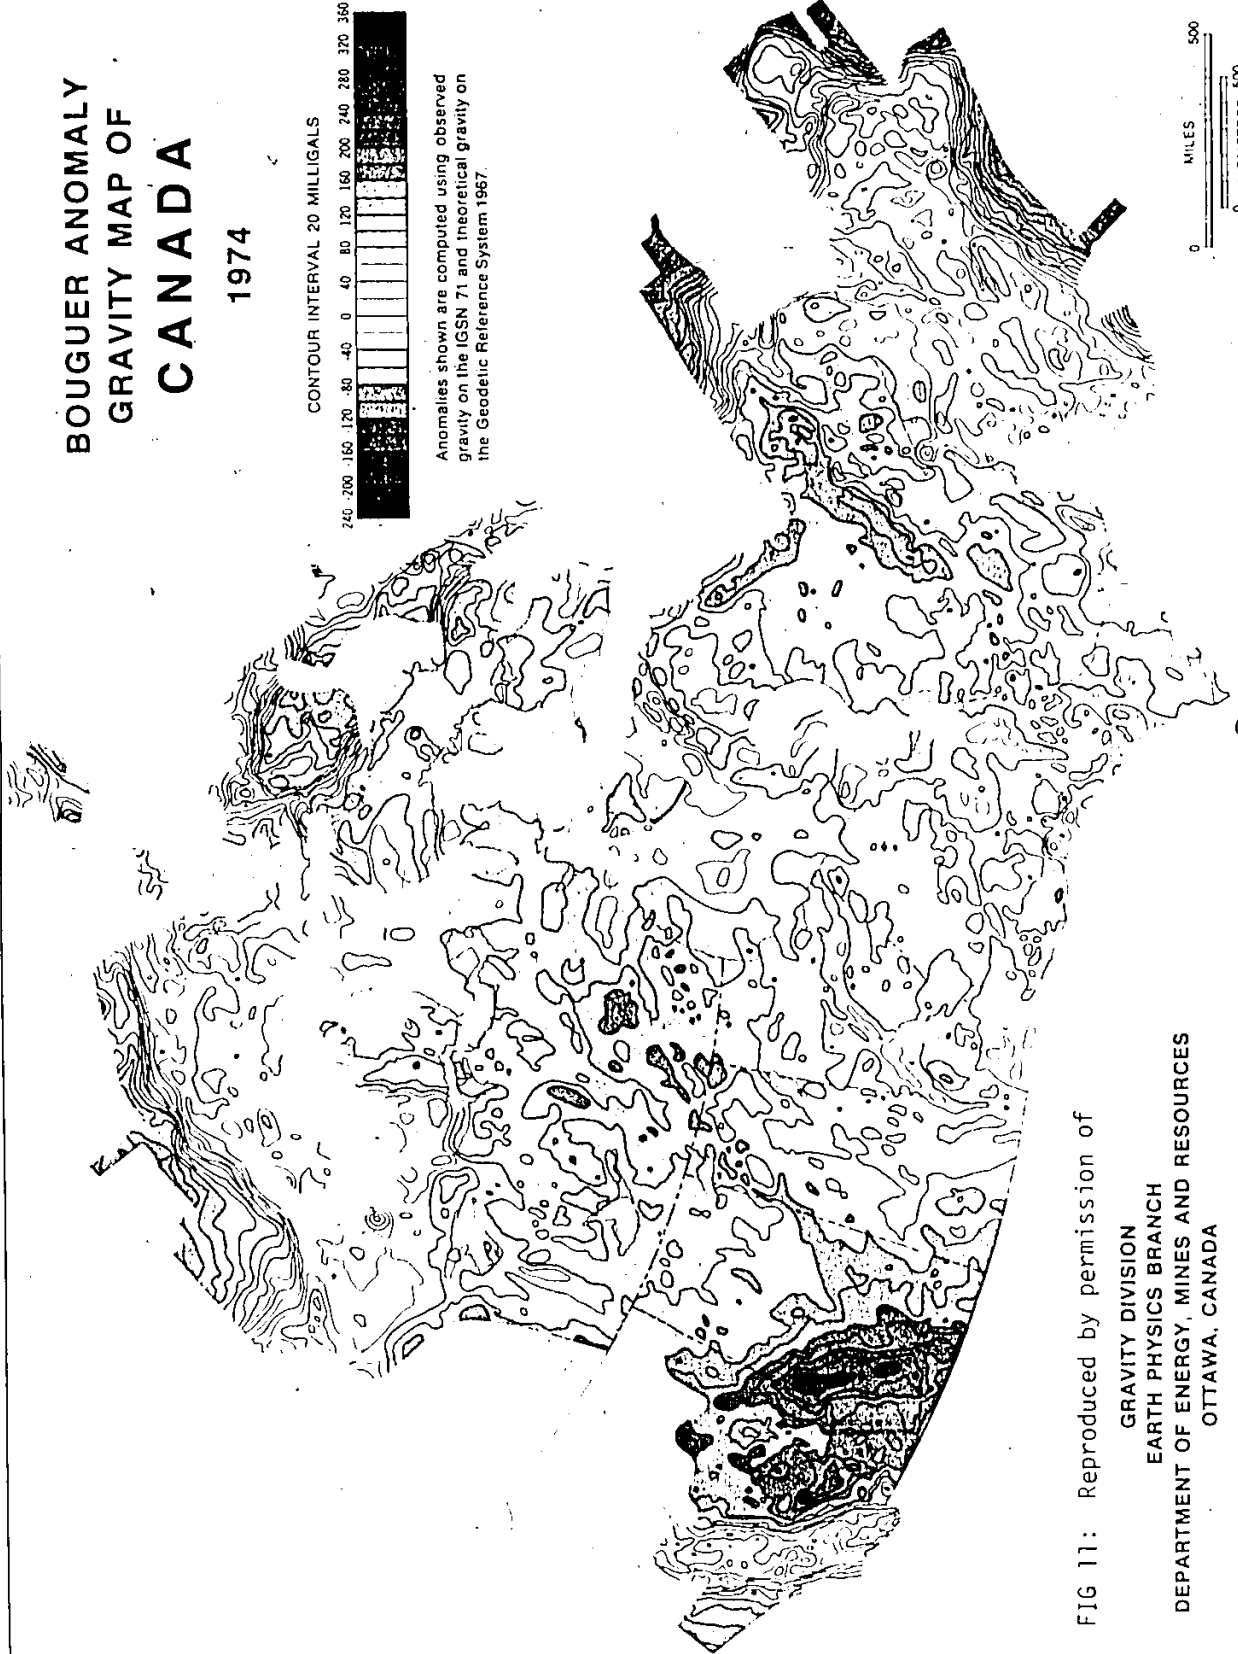 BOUGUER ANOMALY
GRAVITY MAP OF
CANADA
1974
CONTOUR INTERVAL 20 MILLIGALS
240 -200 -160 -120 -80 -40 0 40 80 120 160 200 240 280 320 360
Anomalies shown are computed using observed
gravity on the IGSN 71 and theoretical gravity on
the Geodetic Reference System 1967.
MILES
0 500
0 500
FIG 11: Reproduced by permission of
GRAVITY DIVISION
EARTH PHYSICS BRANCH
DEPARTMENT OF ENERGY, MINES AND RESOURCES
OTTAWA, CANADA